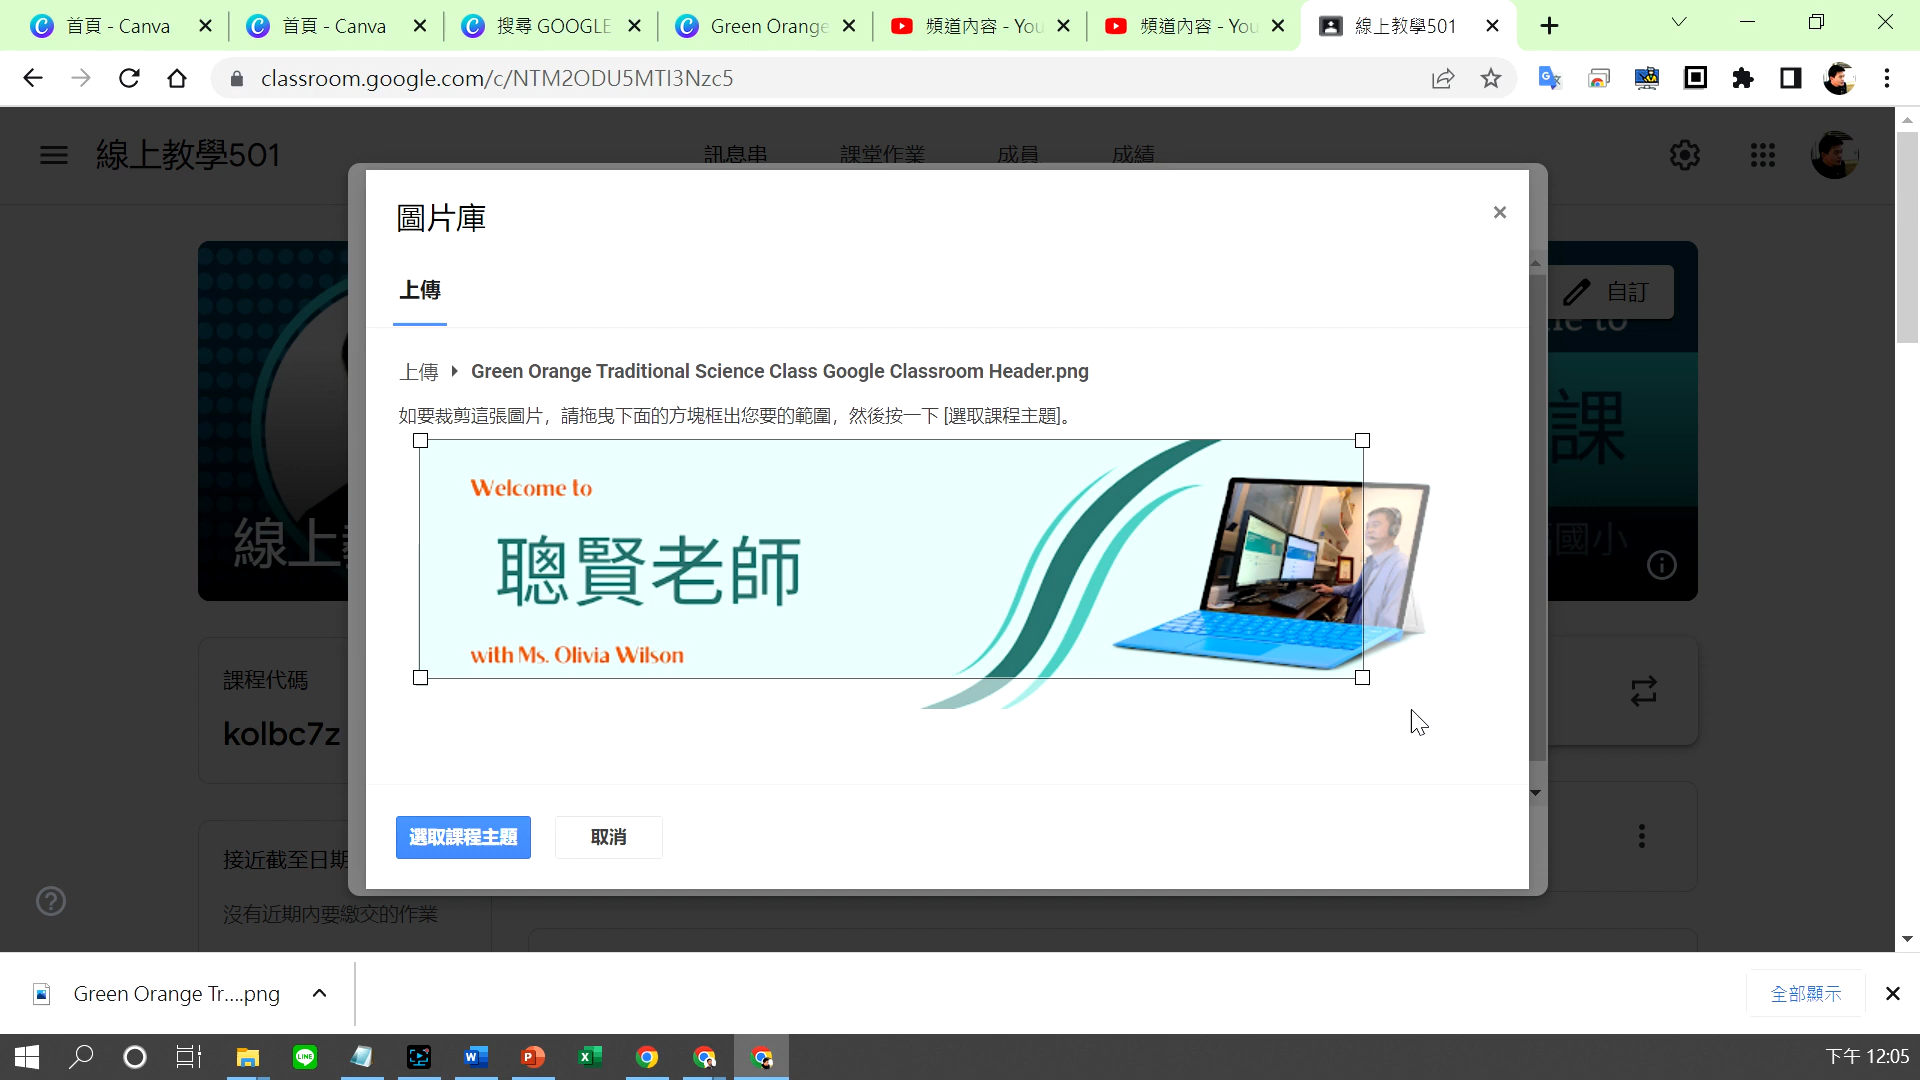 首頁 - Canva
首頁 - Canva
搜尋 GOOGLE
Green Orange
頻道內容 - You
頻道內容 - You
線上教學501
classroom.google.com/c/NTM2ODU5MTI3Nzc5
線上教學501
訊息串
課堂作業
成員
成績
圖片庫
上傳
自訂
上傳
Green Orange Traditional Science Class Google Classroom Header.png
如要裁剪這張圖片，請拖曳下面的方塊框出您要的範圍，然後按一下 [選取課程主題]。
Welcome to
聰賢老師
with Ms. Olivia Wilson
線上
課
國小
課程代碼
kolbc7z
選取課程主題
取消
接近截至日期
沒有近期內要繳交的作業
Green Orange Tr....png
全部顯示
下午 12:05